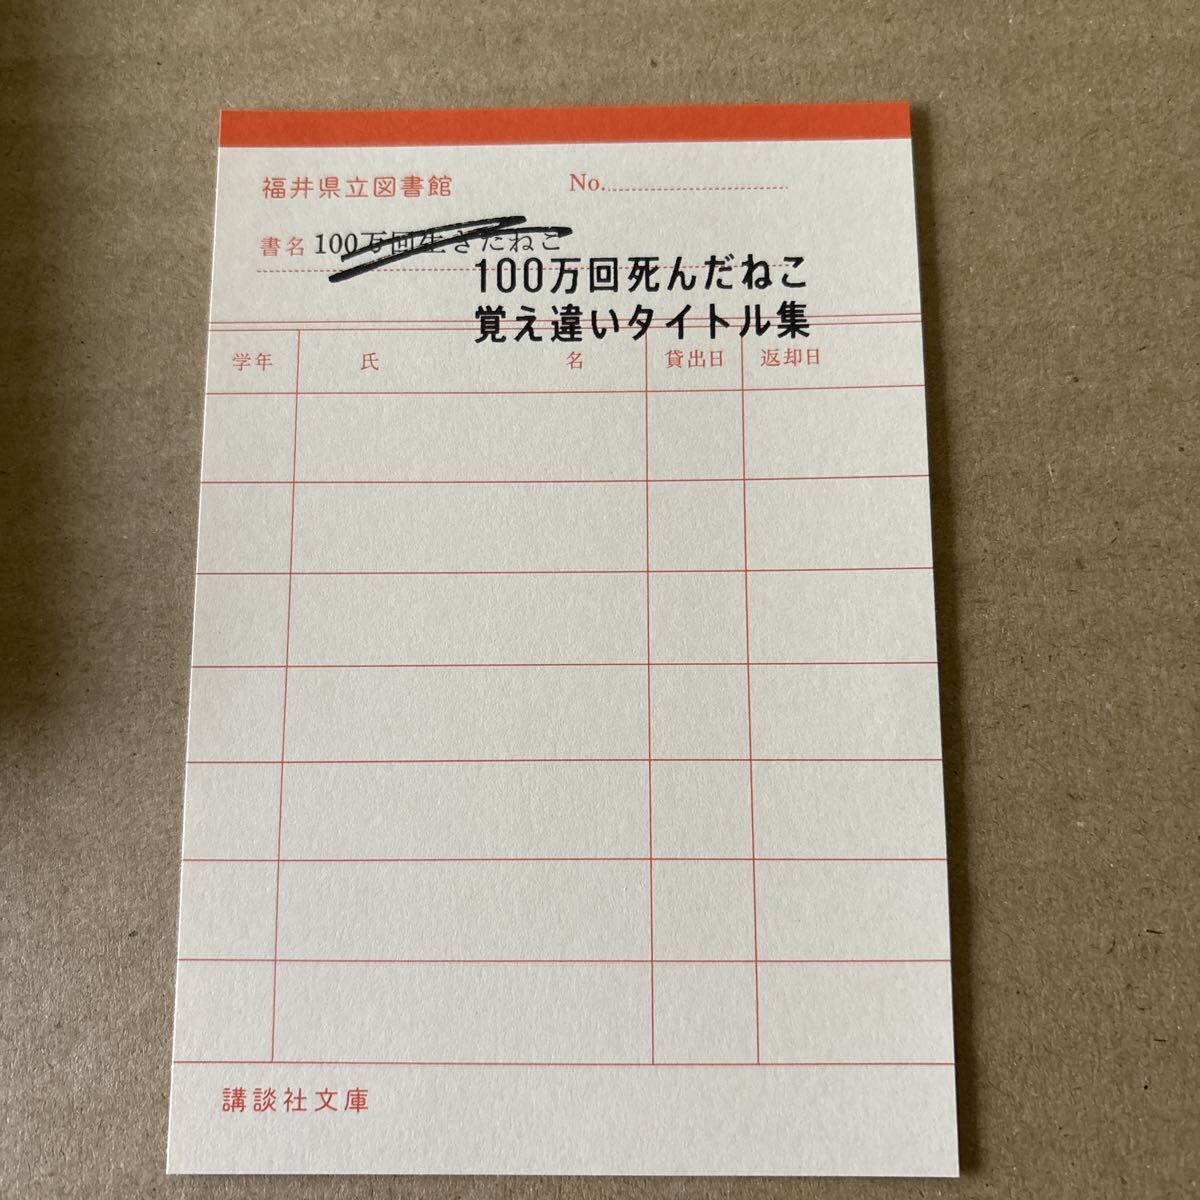 福井県立図書館 No.
書名 100万回生きたねこ
100万回死んだねこ
覚え違いタイトル集
学年 氏 名 貸出日 返却日
講談社文庫